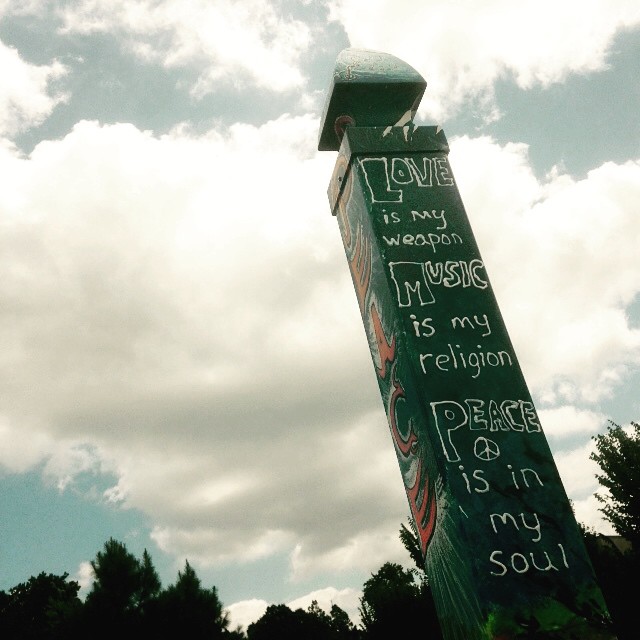 LOVE
is my
weapon
MUSIC
is my
religion
PEACE
is in
my
soul